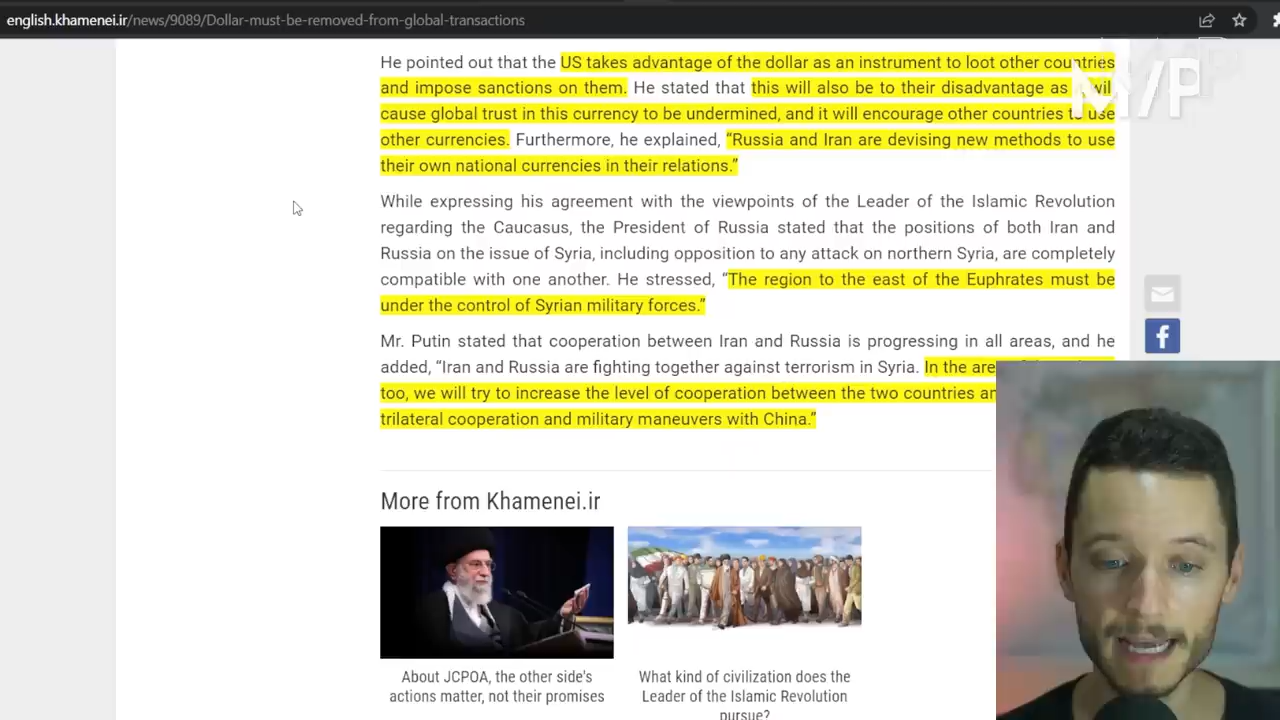 english.khamenei.ir/news/9089/Dollar-must-be-removed-from-global-transactions
He pointed out that the US takes advantage of the dollar as an instrument to loot other countries
and impose sanctions on them. He stated that this will also be to their disadvantage as
cause global trust in this currency to be undermined, and it will encourage other countries to use
other currencies. Furthermore, he explained, “Russia and Iran are devising new methods to use
their own national currencies in their relations.”
While expressing his agreement with the viewpoints of the Leader of the Islamic Revolution
regarding the Caucasus, the President of Russia stated that the positions of both Iran and
Russia on the issue of Syria, including opposition to any attack on northern Syria, are completely
compatible with one another. He stressed, “The region to the east of the Euphrates must be
under the control of Syrian military forces.”
Mr. Putin stated that cooperation between Iran and Russia is progressing in all areas, and he
added, “Iran and Russia are fighting together against terrorism in Syria. In the
too, we will try to increase the level of cooperation between the two countries
trilateral cooperation and military maneuvers with China.”
More from Khamenei.ir
About JCPOA, the other side's
actions matter, not their promises
What kind of civilization does the
Leader of the Islamic Revolution
pursue?